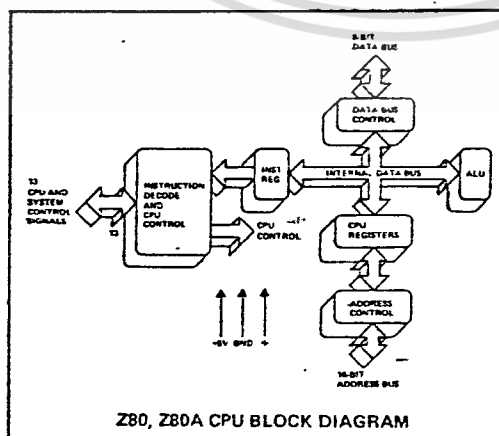 8-BIT
DATA BUS
DATA BUS
CONTROL
13
CPU AND
SYSTEM
CONTROL
SIGNALS
13
INSTRUCTION
DECODE
AND
CPU
CONTROL
INST
REG
INTERNAL DATA BUS
ALU
CPU
CONTROL
CPU
REGISTERS
ADDRESS
CONTROL
+5V GND
16-BIT
ADDRESS BUS
Z80, Z80A CPU BLOCK DIAGRAM